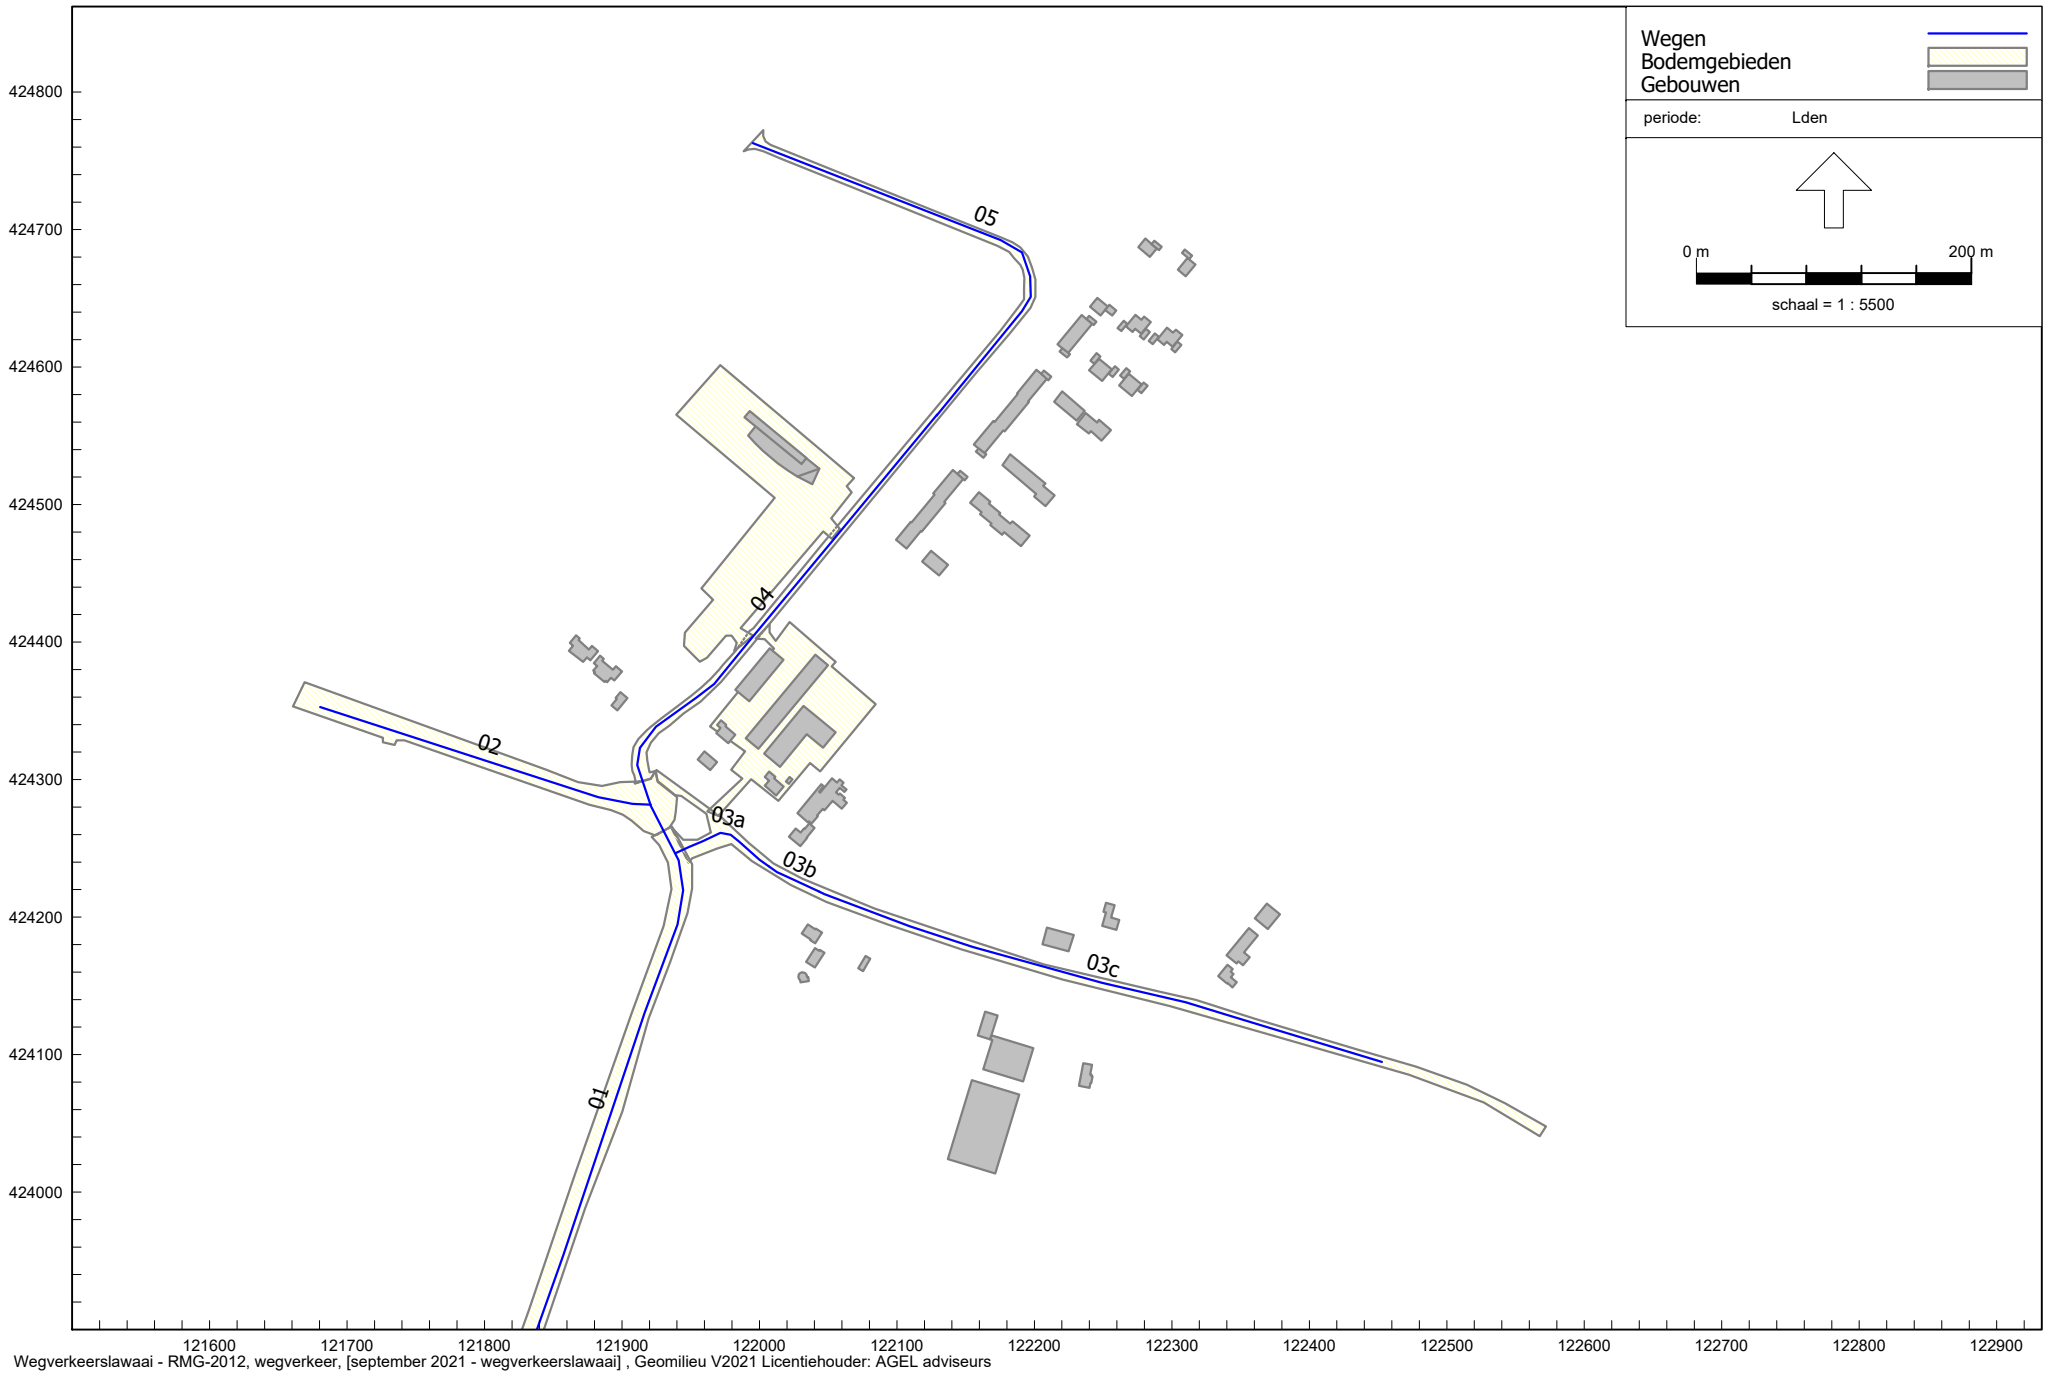 Wegen
Bodemgebieden
Gebouwen
periode: Lden
0 m 200 m
schaal = 1 : 5500
424800
424700
424600
424500
424400
424300
424200
424100
424000
05
04
02
03a
03b
03c
01
121600 121700 121800 121900 122000 122100 122200 122300 122400 122500 122600 122700 122800 122900
Wegverkeerslawaai - RMG-2012, wegverkeer, [september 2021 - wegverkeerslawaai] , Geomilieu V2021 Licentiehouder: AGEL adviseurs